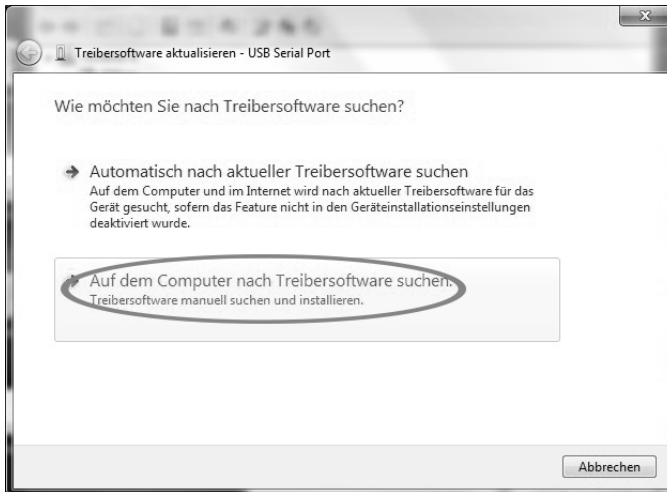 Treibersoftware aktualisieren - USB Serial Port
Wie möchten Sie nach Treibersoftware suchen?
Automatisch nach aktueller Treibersoftware suchen
Auf dem Computer und im Internet wird nach aktueller Treibersoftware für das
Gerät gesucht, sofern das Feature nicht in den Geräteinstallationseinstellungen
deaktiviert wurde.
Auf dem Computer nach Treibersoftware suchen.
Treibersoftware manuell suchen und installieren.
Abbrechen